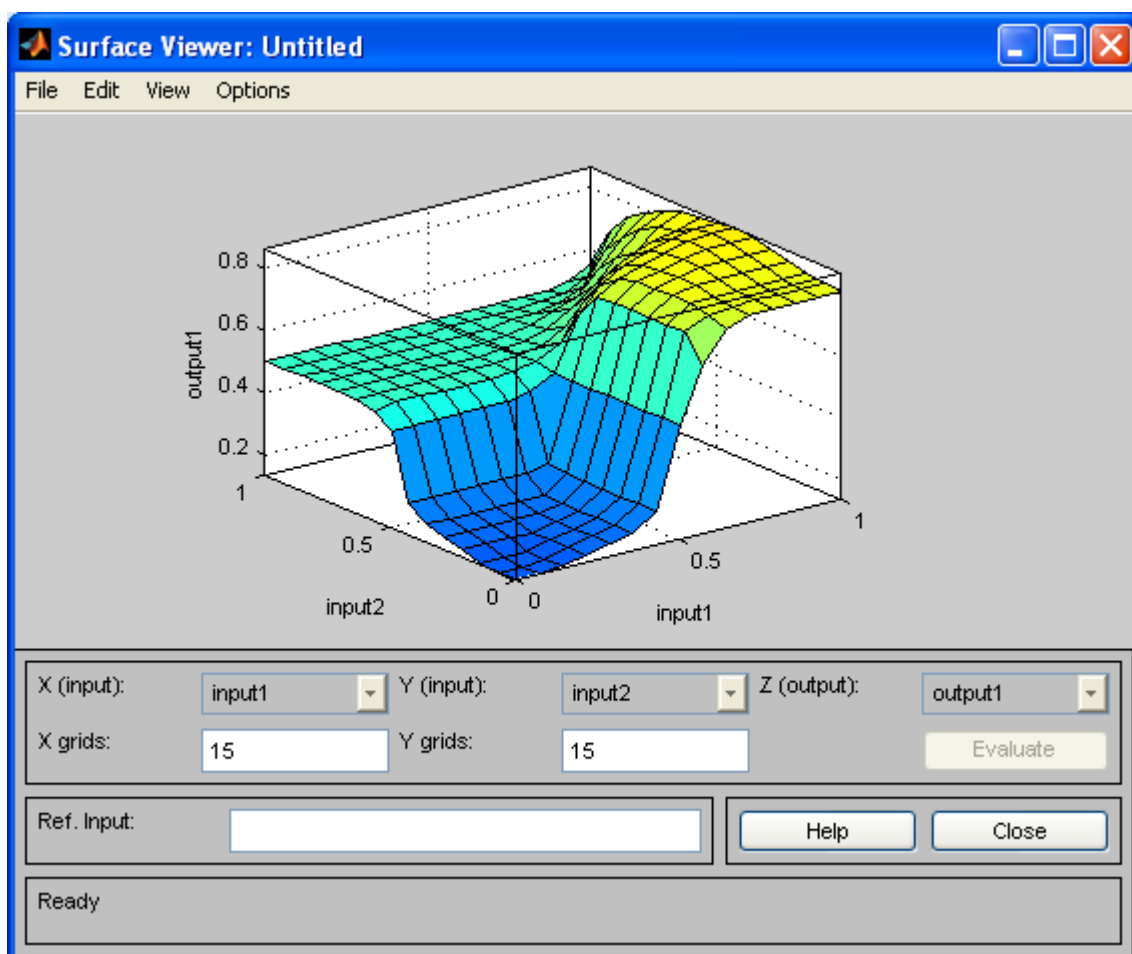 Surface Viewer: Untitled
File Edit View Options
0.8
0.6
0.4
0.2
output1
1
0.5
0
input2
0
0.5
1
input1
X (input): input1 Y (input): input2 Z (output): output1
X grids: 15 Y grids: 15 Evaluate
Ref. Input: Help Close
Ready